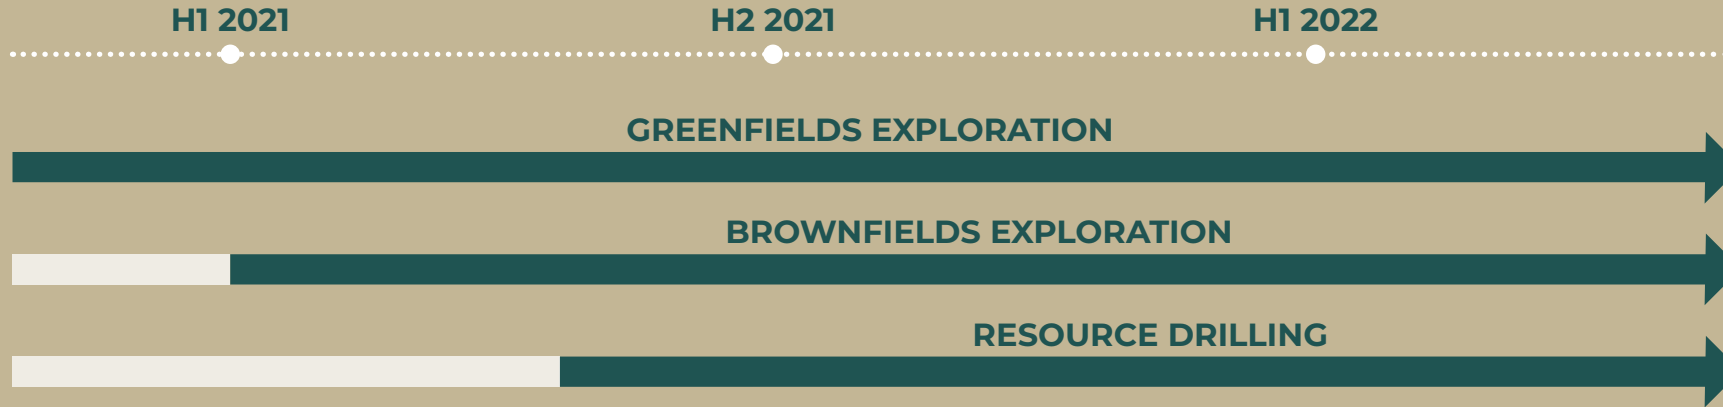 H1 2021 H2 2021 H1 2022
GREENFIELDS EXPLORATION
BROWNFIELDS EXPLORATION
RESOURCE DRILLING